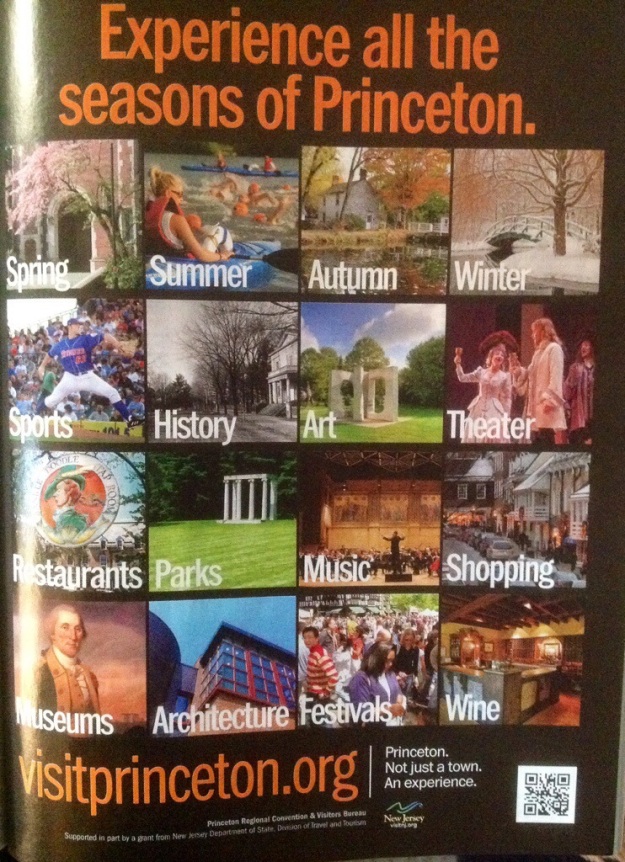 Experience all the
seasons of Princeton.
Spring
Summer
Autumn
Winter
Sports
History
Art
Theater
Restaurants
Parks
Music
Shopping
Museums
Architecture
Festivals
Wine
visitprinceton.org
Princeton.
Not just a town.
An experience.
Princeton Regional Convention & Visitors Bureau
Supported in part by a grant from New Jersey Department of State, Division of Travel and Tourism
New Jersey
visitnj.org